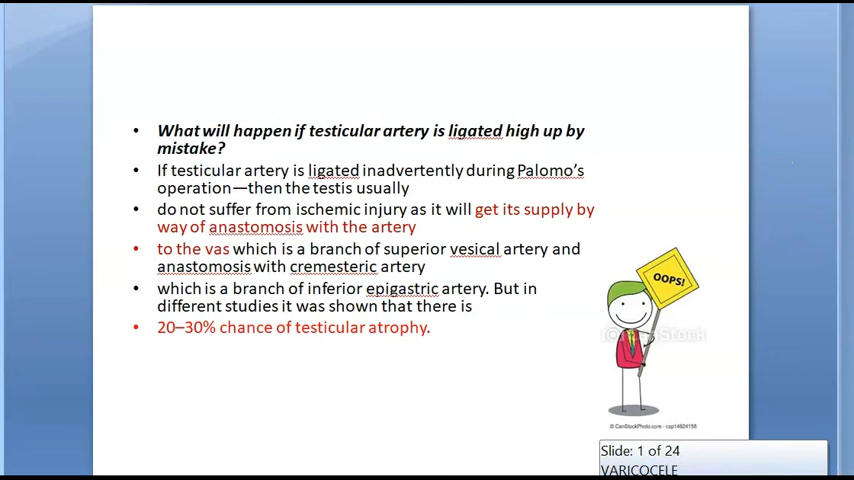 • What will happen if testicular artery is ligated high up by
mistake?
• If testicular artery is ligated inadvertently during Palomo's
operation—then the testis usually
• do not suffer from ischemic injury as it will get its supply by
way of anastomosis with the artery
• to the vas which is a branch of superior vesical artery and
anastomosis with cremesteric artery
• which is a branch of inferior epigastric artery. But in
different studies it was shown that there is
• 20–30% chance of testicular atrophy.
OOPS!
© CanStockPhoto.com - csp14624158
Slide: 1 of 24
VARICOCELE